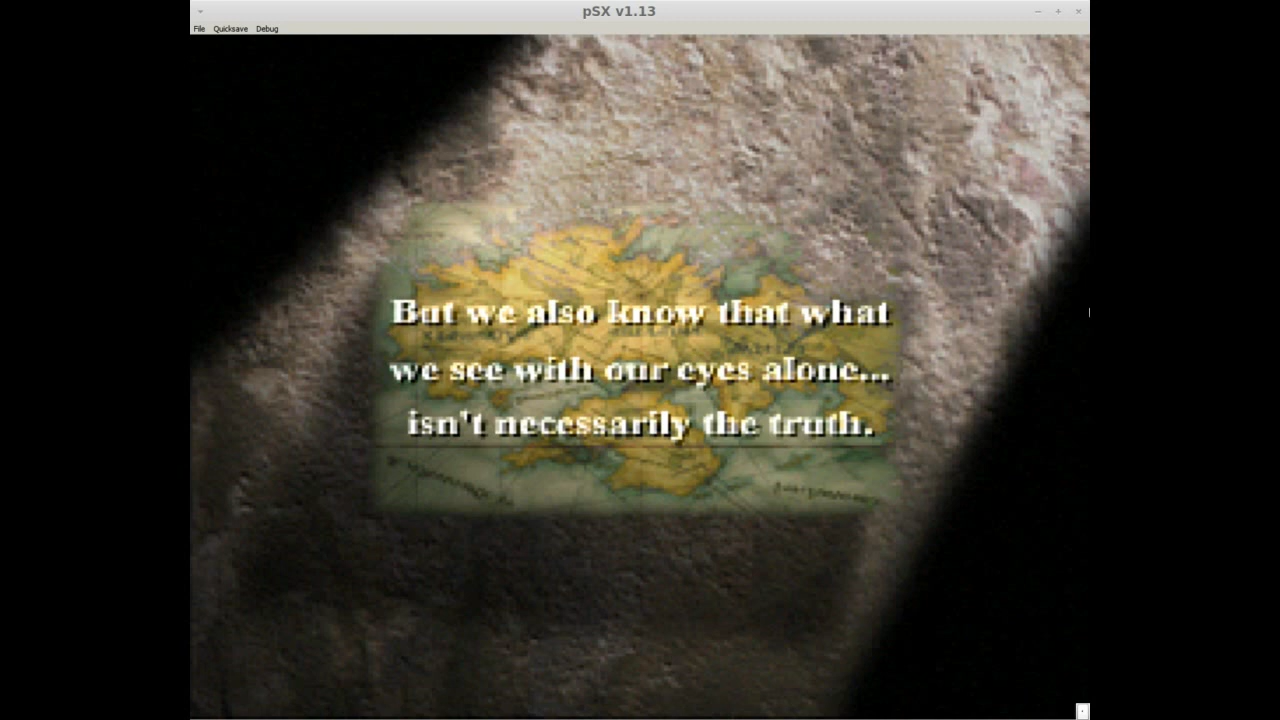 pSX v1.13
File Quicksave Debug
But we also know that what
we see with our eyes alone...
isn't necessarily the truth.